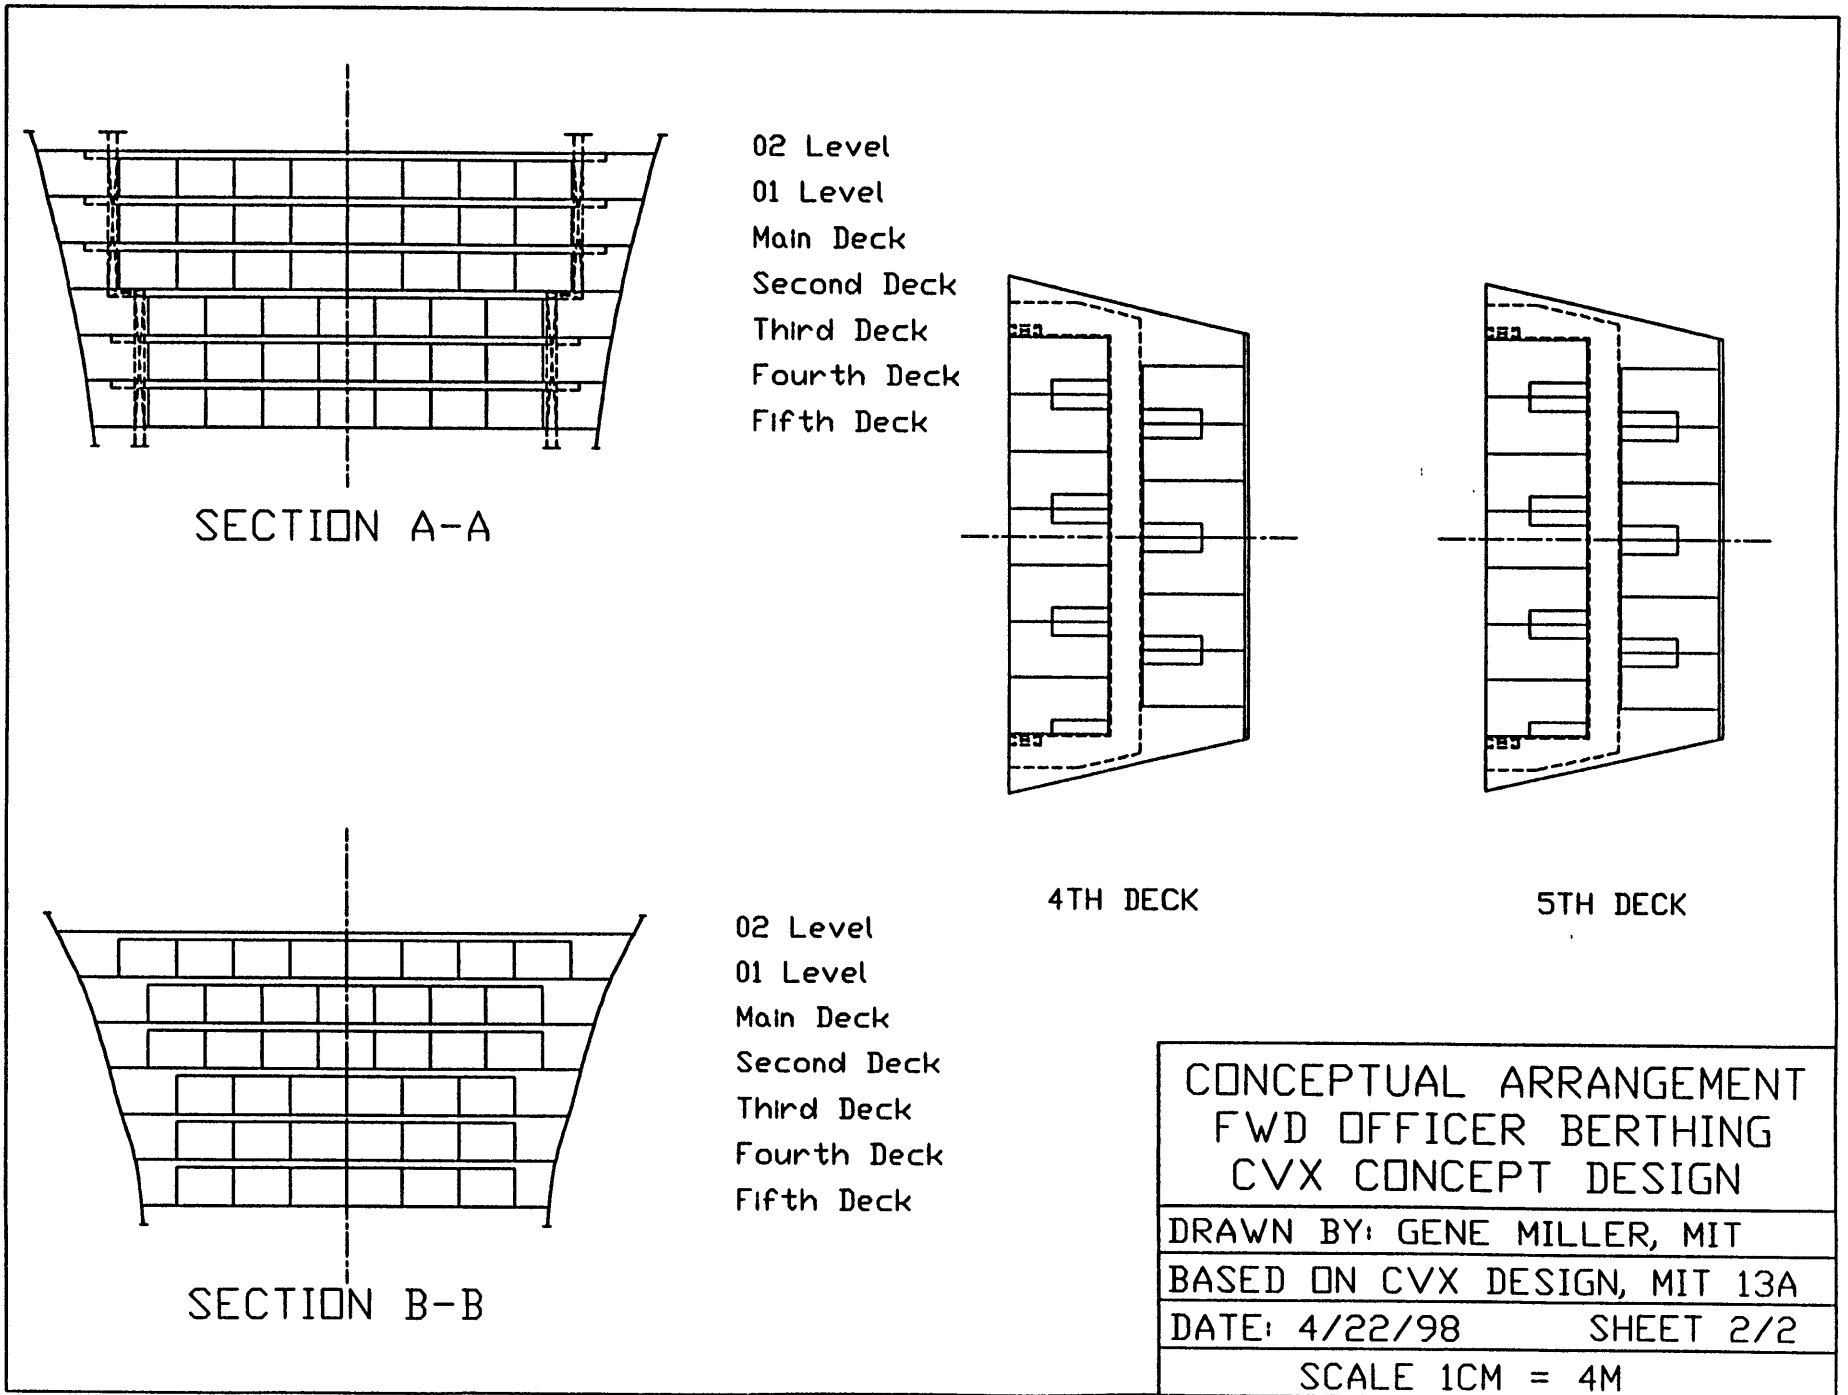 02 Level
01 Level
Main Deck
Second Deck
Third Deck
Fourth Deck
Fifth Deck
SECTION A-A
4TH DECK
5TH DECK
02 Level
01 Level
Main Deck
Second Deck
Third Deck
Fourth Deck
Fifth Deck
SECTION B-B
CONCEPTUAL ARRANGEMENT
FWD OFFICER BERTHING
CVX CONCEPT DESIGN
DRAWN BY: GENE MILLER, MIT
BASED ON CVX DESIGN, MIT 13A
DATE: 4/22/98 SHEET 2/2
SCALE 1CM = 4M